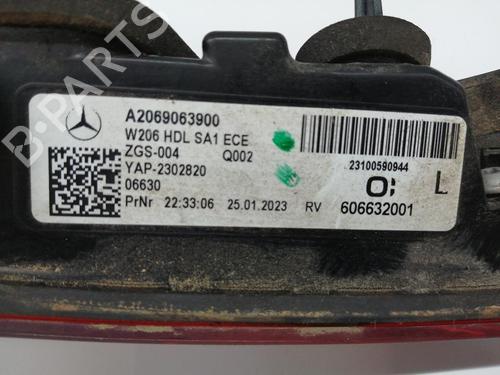 A2069063900
W206 HDL SA1 ECE
ZGS-004 Q002
YAP-2302820
06630
PrNr 22:33:06 25.01.2023 RV
23100590944
L
606632001
B-Parts